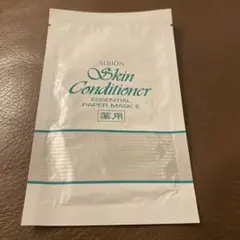 ALBION
Skin
Conditioner
ESSENTIAL
PAPER MASK E
薬用